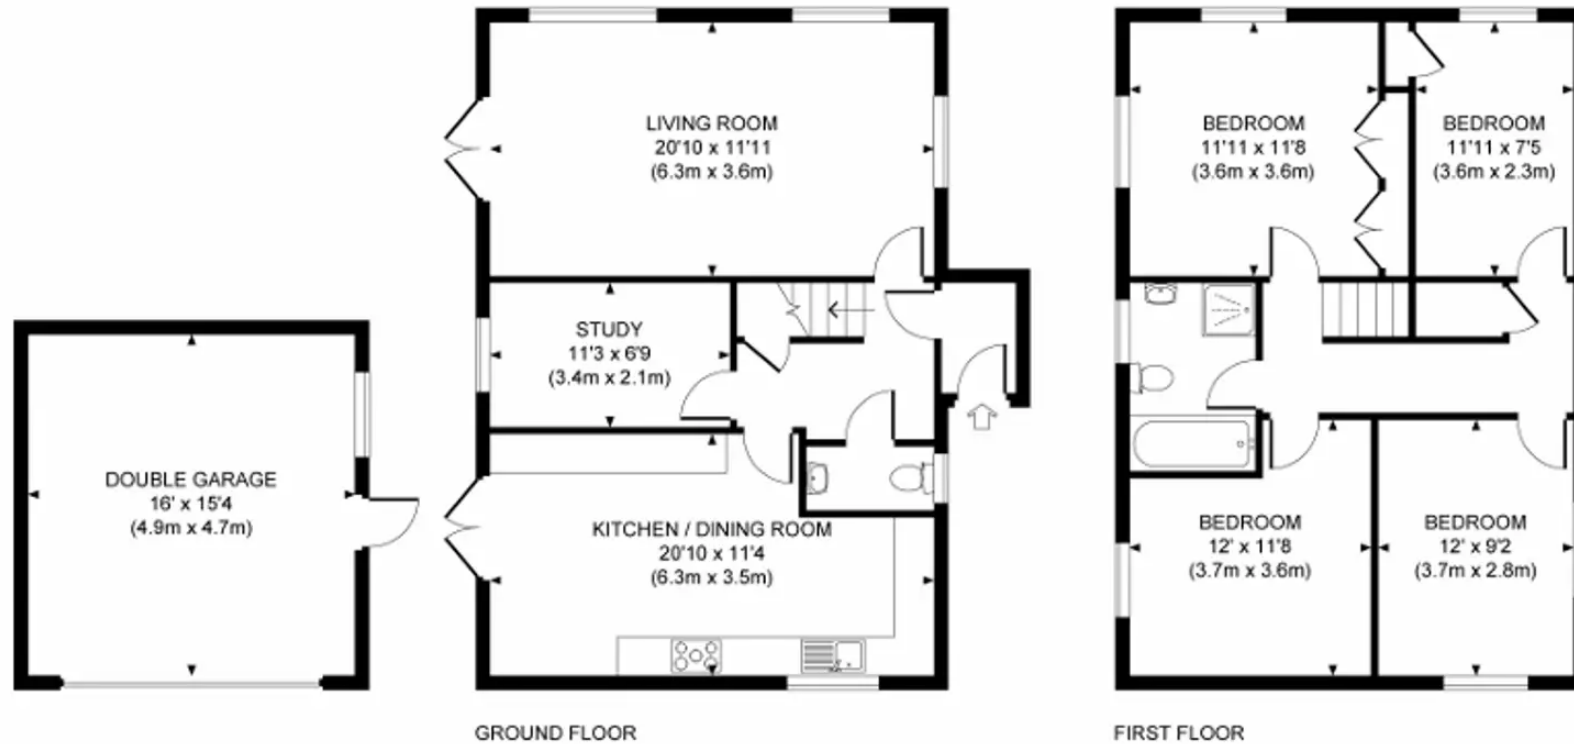 LIVING ROOM
20'10 x 11'11
(6.3m x 3.6m)
BEDROOM
11'11 x 11'8
(3.6m x 3.6m)
BEDROOM
11'11 x 7'5
(3.6m x 2.3m)
STUDY
11'3 x 6'9
(3.4m x 2.1m)
DOUBLE GARAGE
16' x 15'4
(4.9m x 4.7m)
KITCHEN / DINING ROOM
20'10 x 11'4
(6.3m x 3.5m)
BEDROOM
12' x 11'8
(3.7m x 3.6m)
BEDROOM
12' x 9'2
(3.7m x 2.8m)
GROUND FLOOR
FIRST FLOOR